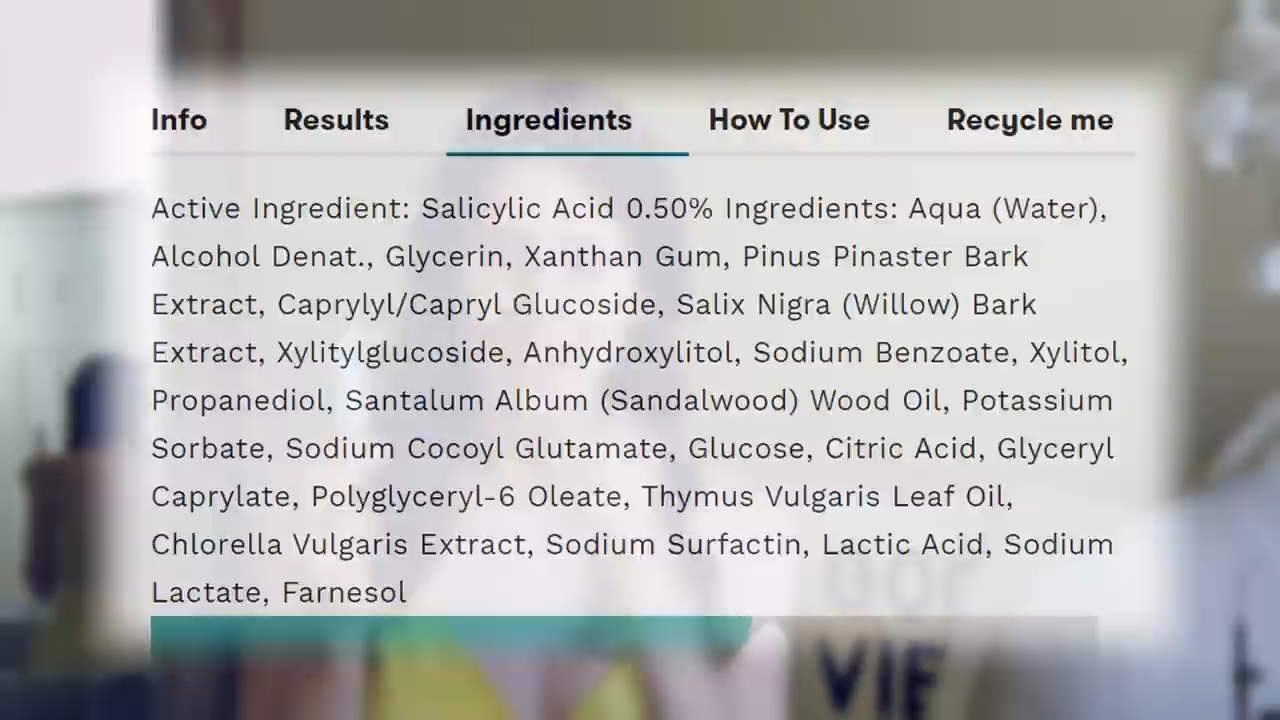 Info Results Ingredients How To Use Recycle me
Active Ingredient: Salicylic Acid 0.50% Ingredients: Aqua (Water),
Alcohol Denat., Glycerin, Xanthan Gum, Pinus Pinaster Bark
Extract, Caprylyl/Capryl Glucoside, Salix Nigra (Willow) Bark
Extract, Xylitylglucoside, Anhydroxylitol, Sodium Benzoate, Xylitol,
Propanediol, Santalum Album (Sandalwood) Wood Oil, Potassium
Sorbate, Sodium Cocoyl Glutamate, Glucose, Citric Acid, Glyceryl
Caprylate, Polyglyceryl-6 Oleate, Thymus Vulgaris Leaf Oil,
Chlorella Vulgaris Extract, Sodium Surfactin, Lactic Acid, Sodium
Lactate, Farnesol